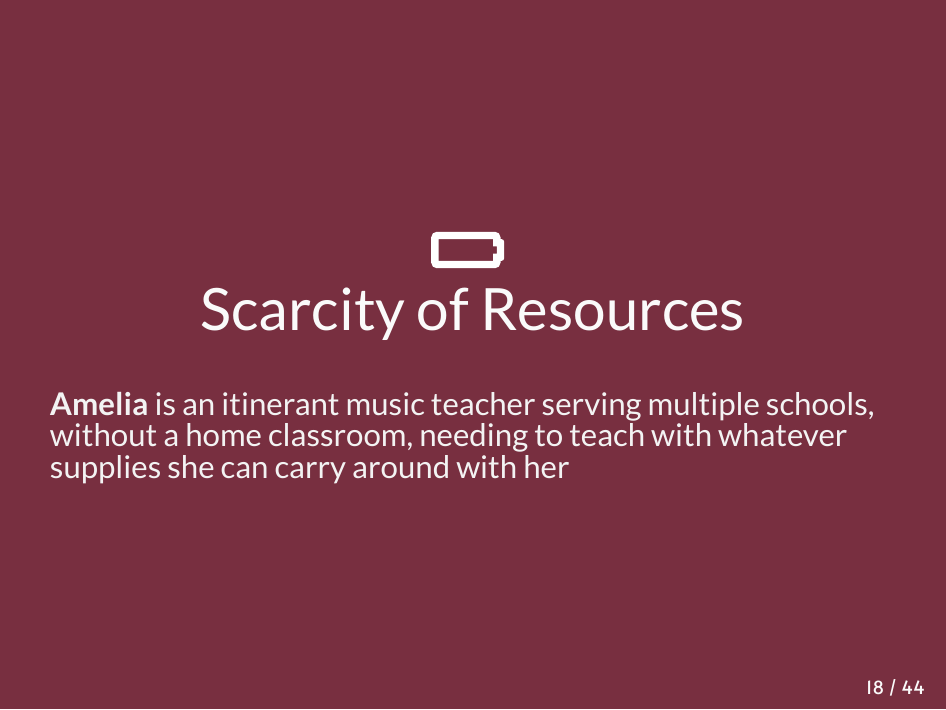 Scarcity of Resources
Amelia is an itinerant music teacher serving multiple schools,
without a home classroom, needing to teach with whatever
supplies she can carry around with her
18 / 44